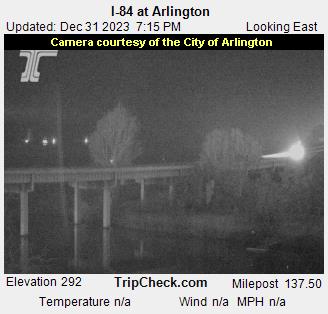 I-84 at Arlington
Updated: Dec 31 2023 7:15 PM Looking East
Camera courtesy of the City of Arlington
Elevation 292 TripCheck.com Milepost 137.50
Temperature n/a Wind n/a MPH n/a